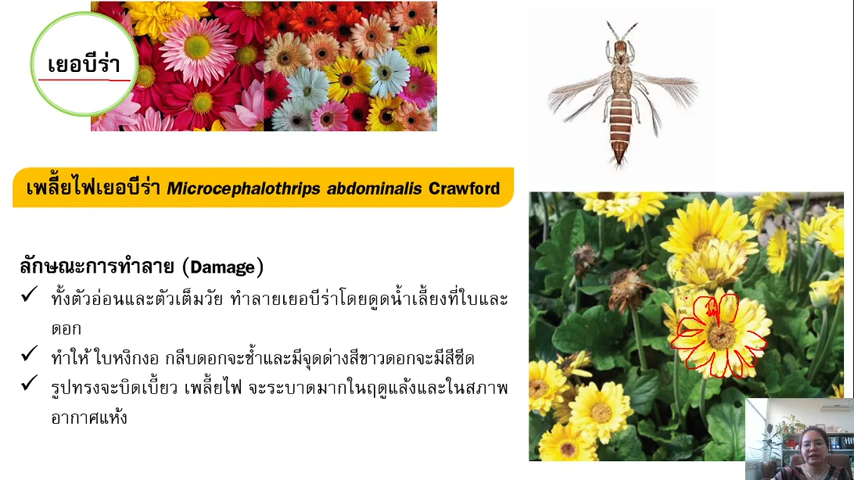 เยอบีร่า
เพลี้ยไฟเยอบีร่า Microcephalothrips abdominalis Crawford
ลักษณะการทำลาย (Damage)
✓ ทั้งตัวอ่อนและตัวเต็มวัย ทำลายเยอบีร่าโดยดูดน้ำเลี้ยงที่ใบและ
ดอก
✓ ทำให้ ใบหงิกงอ กลีบดอกจะช้ำและมีจุดด่างสีขาวดอกจะมีสีซีด
✓ รูปทรงจะบิดเบี้ยว เพลี้ยไฟ จะระบาดมากในฤดูแล้งและในสภาพ
อากาศแห้ง